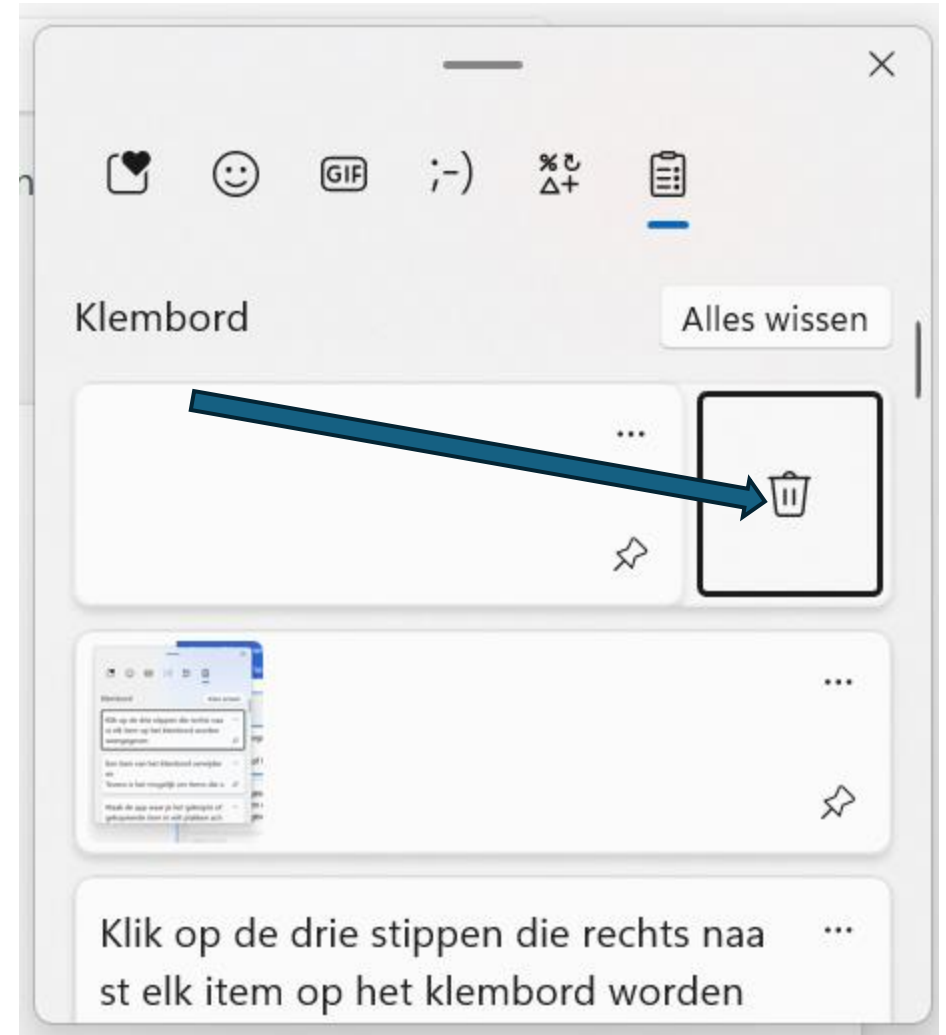 GIF
;-)
Klembord
Alles wissen
Klik op de drie stippen die rechts naa
st elk item op het klembord worden